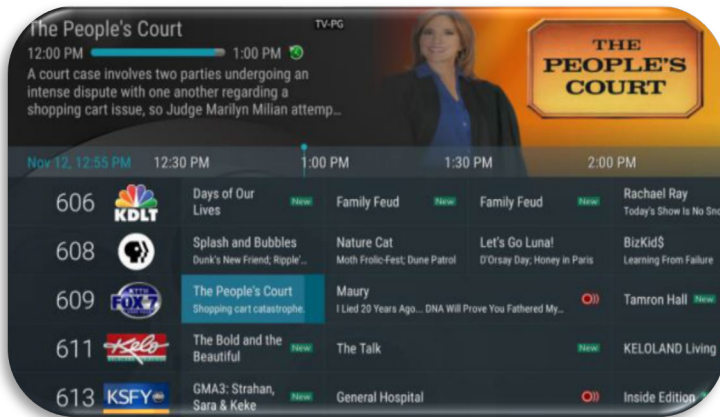 The People's Court
TV-PG
12:00 PM 1:00 PM
A court case involves two parties undergoing an
intense dispute with one another regarding a
shopping cart issue, so Judge Marilyn Milian attemp...
THE
PEOPLE'S
COURT
Nov 12, 12:55 PM 12:30 PM 1:00 PM 1:30 PM 2:00 PM
606 KDLT Days of Our Lives New Family Feud New Family Feud New Rachael Ray
Today's Show Is No
608 Splash and Bubbles Nature Cat Let's Go Luna! BizKid$
Dunk's New Friend; Ripple'... Moth Frolic-Fest; Dune Patrol D'Orsay Day; Honey in Paris Learning From Failure
609 FOX 7 The People's Court Maury Tamron Hall New
Shopping cart catastrophe. I Lied 20 Years Ago... DNA Will Prove You Fathered My...
611 Kelo The Bold and the Beautiful New The Talk New KELOLAND Living
613 KSFY GMA3: Strahan, Sara & Keke New General Hospital Inside Edition